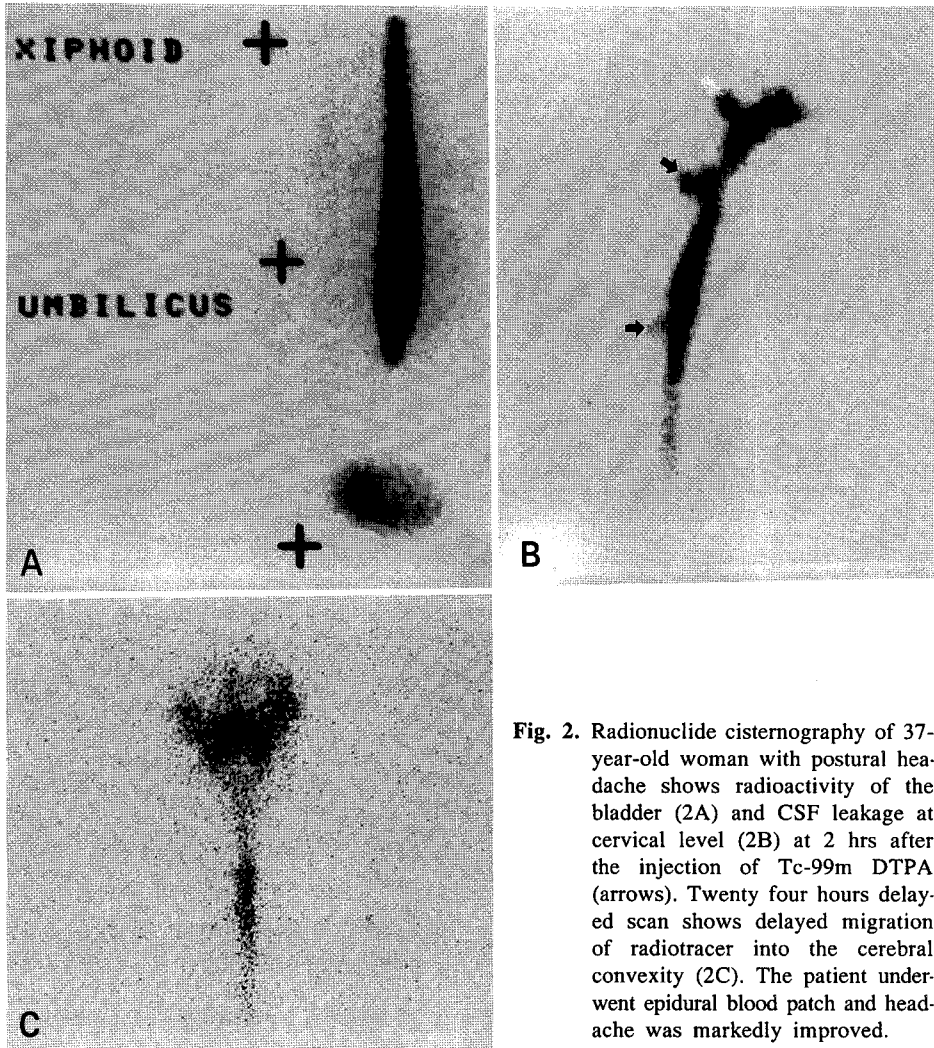 XIPHOID
UMBILICUS
A
B
C
Fig. 2. Radionuclide cisternography of 37-
year-old woman with postural hea-
dache shows radioactivity of the
bladder (2A) and CSF leakage at
cervical level (2B) at 2 hrs after
the injection of Tc-99m DTPA
(arrows). Twenty four hours delay-
ed scan shows delayed migration
of radiotracer into the cerebral
convexity (2C). The patient under-
went epidural blood patch and head-
ache was markedly improved.